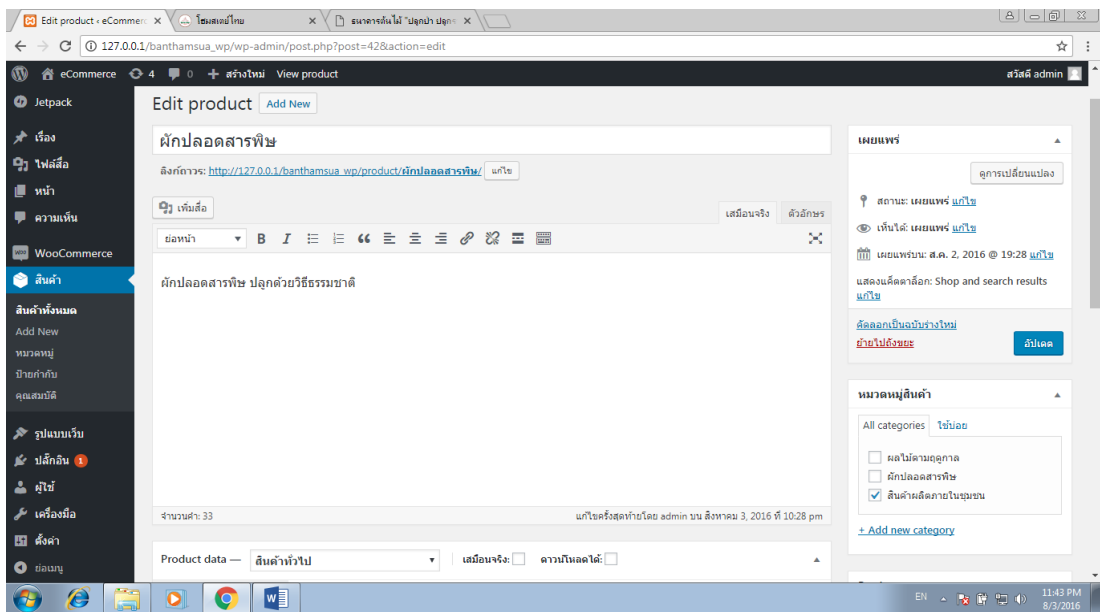 Edit product ‹ eCommerc
โฮมสเตย์ไทย
ธนาคารต้นไม้ "ปลูกป่า ปลูก
127.0.0.1/banthamsua_wp/wp-admin/post.php?post=42&action=edit
eCommerce 4 0 + สร้างใหม่ View product สวัสดี admin
Jetpack
เรื่อง
ไฟล์สื่อ
หน้า
ความเห็น
WooCommerce
สินค้า
สินค้าทั้งหมด
Add New
หมวดหมู่
ป้ายกำกับ
คุณสมบัติ
รูปแบบเว็บ
ปลั๊กอิน 1
ผู้ใช้
เครื่องมือ
ตั้งค่า
ย่อเมนู
Edit product Add New
ผักปลอดสารพิษ
ลิงก์ถาวร: http://127.0.0.1/banthamsua_wp/product/ผักปลอดสารพิษ/ แก้ไข
เพิ่มสื่อ
เสมือนจริง ตัวอักษร
ย่อหน้า
ผักปลอดสารพิษ ปลูกด้วยวิธีธรรมชาติ
จำนวนคำ: 33 แก้ไขครั้งสุดท้ายโดย admin บน สิงหาคม 3, 2016 ที่ 10:28 pm
Product data — สินค้าทั่วไป เสมือนจริง: ดาวน์โหลดได้:
เผยแพร่
ดูการเปลี่ยนแปลง
สถานะ: เผยแพร่ แก้ไข
เห็นได้: เผยแพร่ แก้ไข
เผยแพร่บน: ส.ค. 2, 2016 @ 19:28 แก้ไข
แสดงแค็ตตาล็อก: Shop and search results
แก้ไข
คัดลอกเป็นฉบับร่างใหม่
ย้ายไปถังขยะ
อัปเดต
หมวดหมู่สินค้า
All categories ใช้บ่อย
ผลไม้ตามฤดูกาล
ผักปลอดสารพิษ
สินค้าผลิตภายในชุมชน
+ Add new category
EN
11:43 PM
8/3/2016